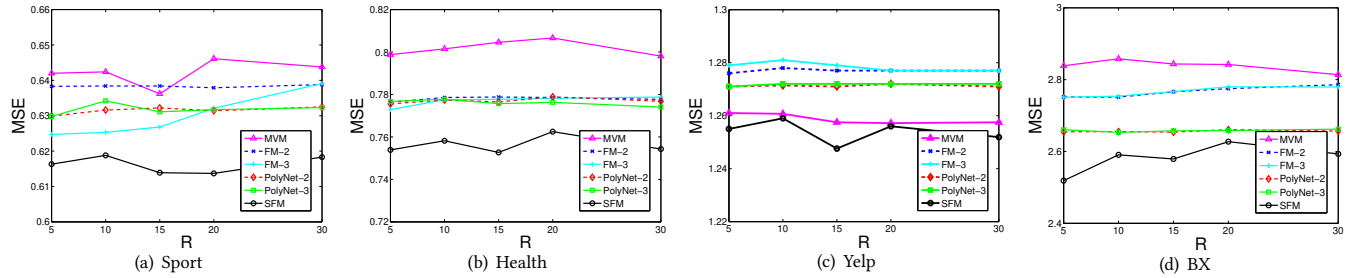 0.66
0.65
0.64
0.63
0.62
0.61
0.6
MSE
5
10
15
20
30
R
MVM
FM−2
FM−3
PolyNet−2
PolyNet−3
SFM
(a) Sport
0.82
0.8
0.78
0.76
0.74
0.72
MSE
5
10
15
20
30
R
MVM
FM−2
FM−3
PolyNet−2
PolyNet−3
SFM
(b) Health
1.3
1.28
1.26
1.24
1.22
MSE
5
10
15
20
30
R
MVM
FM−2
FM−3
PolyNet−2
PolyNet−3
SFM
(c) Yelp
3
2.8
2.6
2.4
MSE
5
10
15
20
30
R
MVM
FM−2
FM−3
PolyNet−2
PolyNet−3
SFM
(d) BX